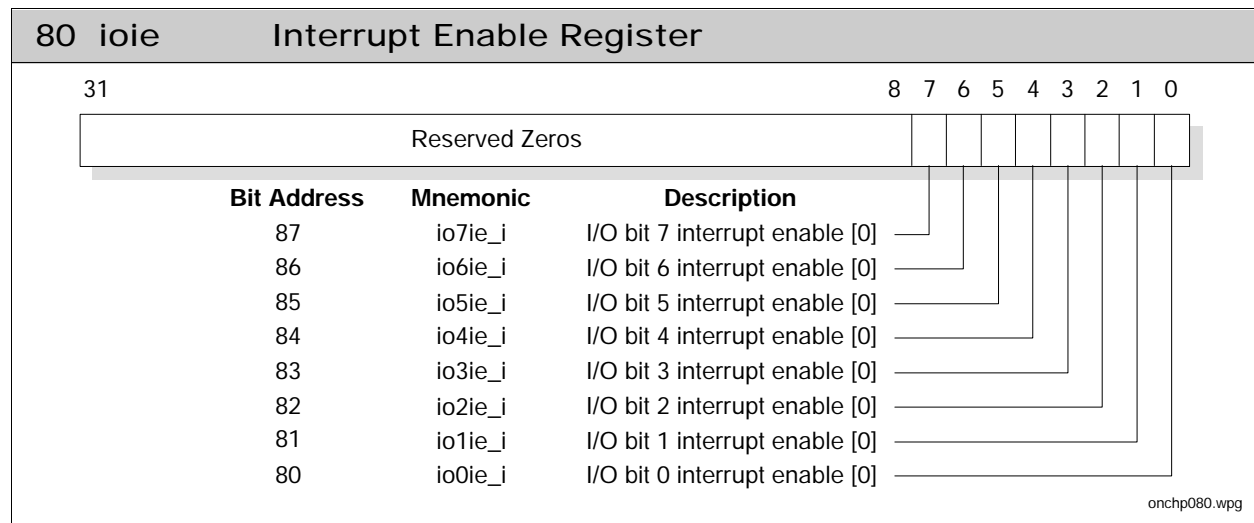 80 ioie Interrupt Enable Register
31 8 7 6 5 4 3 2 1 0
Reserved Zeros
Bit Address Mnemonic Description
87 io7ie_i I/O bit 7 interrupt enable [0]
86 io6ie_i I/O bit 6 interrupt enable [0]
85 io5ie_i I/O bit 5 interrupt enable [0]
84 io4ie_i I/O bit 4 interrupt enable [0]
83 io3ie_i I/O bit 3 interrupt enable [0]
82 io2ie_i I/O bit 2 interrupt enable [0]
81 io1ie_i I/O bit 1 interrupt enable [0]
80 io0ie_i I/O bit 0 interrupt enable [0]
onchp080.wpg